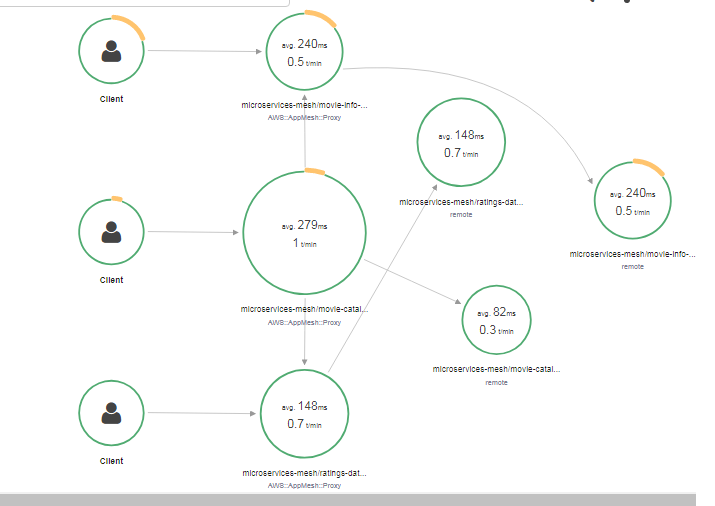 avg. 240ms
0.5 t/min
Client
microservices-mesh/movie-info-...
AWS::AppMesh::Proxy
avg. 148ms
0.7 t/min
microservices-mesh/ratings-dat...
remote
avg. 240ms
0.5 t/min
microservices-mesh/movie-info-...
remote
avg. 279ms
1 t/min
Client
microservices-mesh/movie-catal...
AWS::AppMesh::Proxy
avg. 82ms
0.3 t/min
microservices-mesh/movie-catal...
remote
avg. 148ms
0.7 t/min
Client
microservices-mesh/ratings-dat...
AWS::AppMesh::Proxy